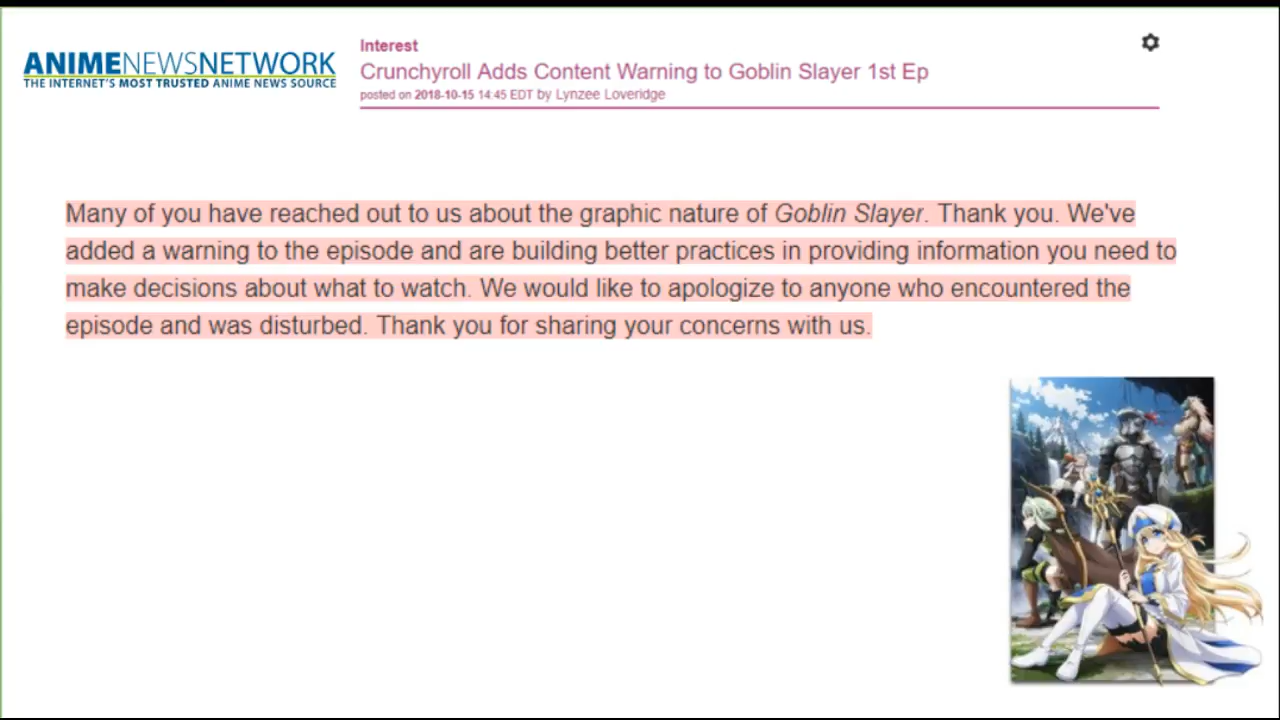 ANIMENEWSNETWORK
THE INTERNET'S MOST TRUSTED ANIME NEWS SOURCE
Interest
Crunchyroll Adds Content Warning to Goblin Slayer 1st Ep
posted on 2018-10-15 14:45 EDT by Lynzee Loveridge
Many of you have reached out to us about the graphic nature of Goblin Slayer. Thank you. We've
added a warning to the episode and are building better practices in providing information you need to
make decisions about what to watch. We would like to apologize to anyone who encountered the
episode and was disturbed. Thank you for sharing your concerns with us.